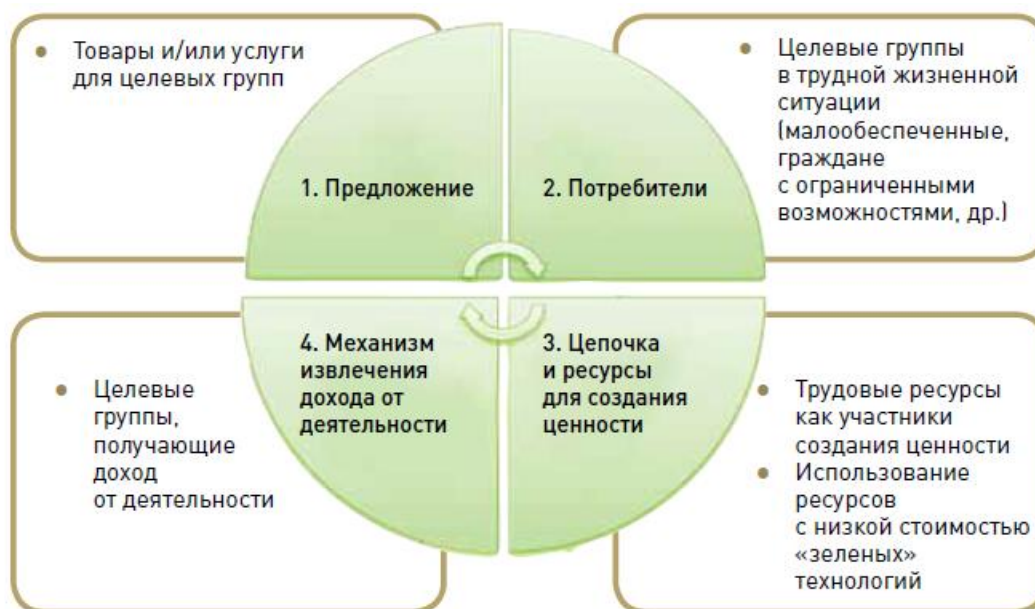 ● Товары и/или услуги
для целевых групп
1. Предложение
2. Потребители
● Целевые группы
в трудной жизненной
ситуации
(малообеспеченные,
граждане
с ограниченными
возможностями, др.)
4. Механизм
извлечения
дохода от
деятельности
● Целевые
группы,
получающие
доход
от деятельности
3. Цепочка
и ресурсы
для создания
ценности
● Трудовые ресурсы
как участники
создания ценности
● Использование
ресурсов
с низкой стоимостью
«зеленых»
технологий